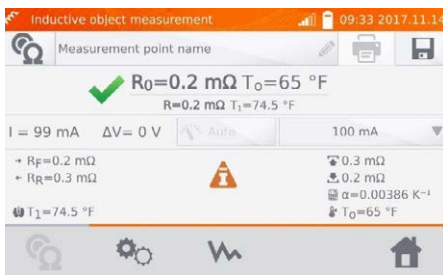 Inductive object measurement 09:33 2017.11.14
Measurement point name
R₀=0.2 mΩ T₀=65 °F
R=0.2 mΩ T₁=74.5 °F
I = 99 mA ΔV= 0 V Auto 100 mA
RF=0.2 mΩ 0.3 mΩ
RR=0.3 mΩ 0.2 mΩ
α=0.00386 K⁻¹
T₁=74.5 °F T₀=65 °F